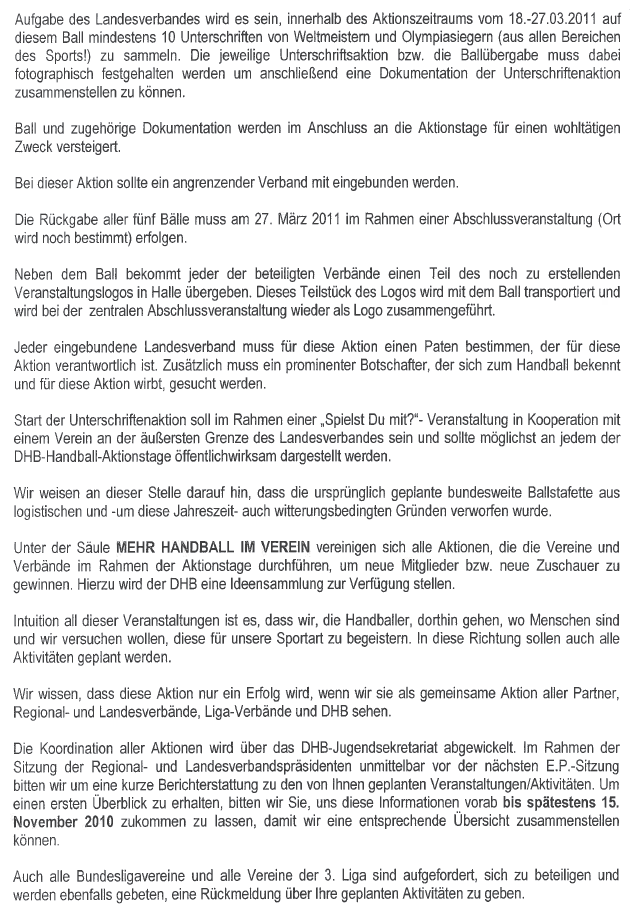 Aufgabe des Landesverbandes wird es sein, innerhalb des Aktionszeitraums vom 18.-27.03.2011 auf
diesem Ball mindestens 10 Unterschriften von Weltmeistern und Olympiasiegern (aus allen Bereichen
des Sports!) zu sammeln. Die jeweilige Unterschriftsaktion bzw. die Ballübergabe muss dabei
fotographisch festgehalten werden um anschließend eine Dokumentation der Unterschriftenaktion
zusammenstellen zu können.
Ball und zugehörige Dokumentation werden im Anschluss an die Aktionstage für einen wohltätigen
Zweck versteigert.
Bei dieser Aktion sollte ein angrenzender Verband mit eingebunden werden.
Die Rückgabe aller fünf Bälle muss am 27. März 2011 im Rahmen einer Abschlussveranstaltung (Ort
wird noch bestimmt) erfolgen.
Neben dem Ball bekommt jeder der beteiligten Verbände einen Teil des noch zu erstellenden
Veranstaltungslogos in Halle übergeben. Dieses Teilstück des Logos wird mit dem Ball transportiert und
wird bei der zentralen Abschlussveranstaltung wieder als Logo zusammengeführt.
Jeder eingebundene Landesverband muss für diese Aktion einen Paten bestimmen, der für diese
Aktion verantwortlich ist. Zusätzlich muss ein prominenter Botschafter, der sich zum Handball bekennt
und für diese Aktion wirbt, gesucht werden.
Start der Unterschriftenaktion soll im Rahmen einer „Spielst Du mit?“- Veranstaltung in Kooperation mit
einem Verein an der äußersten Grenze des Landesverbandes sein und sollte möglichst an jedem der
DHB-Handball-Aktionstage öffentlichwirksam dargestellt werden.
Wir weisen an dieser Stelle darauf hin, dass die ursprünglich geplante bundesweite Ballstafette aus
logistischen und -um diese Jahreszeit- auch witterungsbedingten Gründen verworfen wurde.
Unter der Säule MEHR HANDBALL IM VEREIN vereinigen sich alle Aktionen, die die Vereine und
Verbände im Rahmen der Aktionstage durchführen, um neue Mitglieder bzw. neue Zuschauer zu
gewinnen. Hierzu wird der DHB eine Ideensammlung zur Verfügung stellen.
Intuition all dieser Veranstaltungen ist es, dass wir, die Handballer, dorthin gehen, wo Menschen sind
und wir versuchen wollen, diese für unsere Sportart zu begeistern. In diese Richtung sollen auch alle
Aktivitäten geplant werden.
Wir wissen, dass diese Aktion nur ein Erfolg wird, wenn wir sie als gemeinsame Aktion aller Partner,
Regional- und Landesverbände, Liga-Verbände und DHB sehen.
Die Koordination aller Aktionen wird über das DHB-Jugendsekretariat abgewickelt. Im Rahmen der
Sitzung der Regional- und Landesverbandspräsidenten unmittelbar vor der nächsten E.P.-Sitzung
bitten wir um eine kurze Berichterstattung zu den von Ihnen geplanten Veranstaltungen/Aktivitäten. Um
einen ersten Überblick zu erhalten, bitten wir Sie, uns diese Informationen vorab bis spätestens 15.
November 2010 zukommen zu lassen, damit wir eine entsprechende Übersicht zusammenstellen
können.
Auch alle Bundesligavereine und alle Vereine der 3. Liga sind aufgefordert, sich zu beteiligen und
werden ebenfalls gebeten, eine Rückmeldung über Ihre geplanten Aktivitäten zu geben.